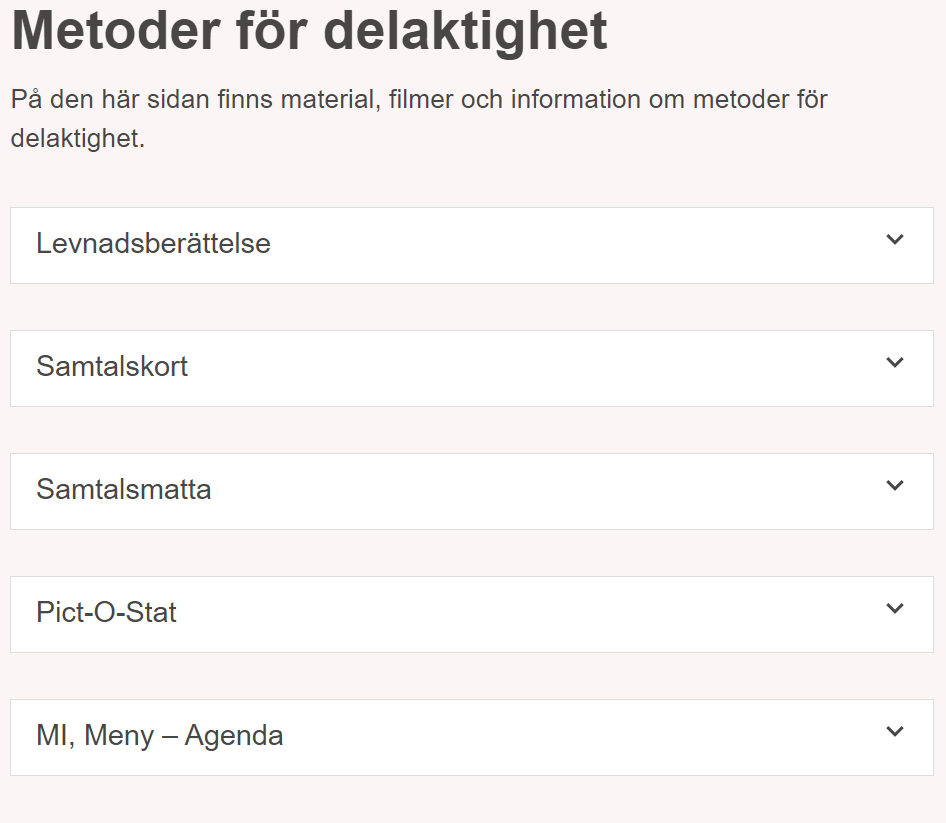 Metoder för delaktighet
På den här sidan finns material, filmer och information om metoder för
delaktighet.
Levnadsberättelse
Samtalskort
Samtalsmatta
Pict-O-Stat
MI, Meny – Agenda